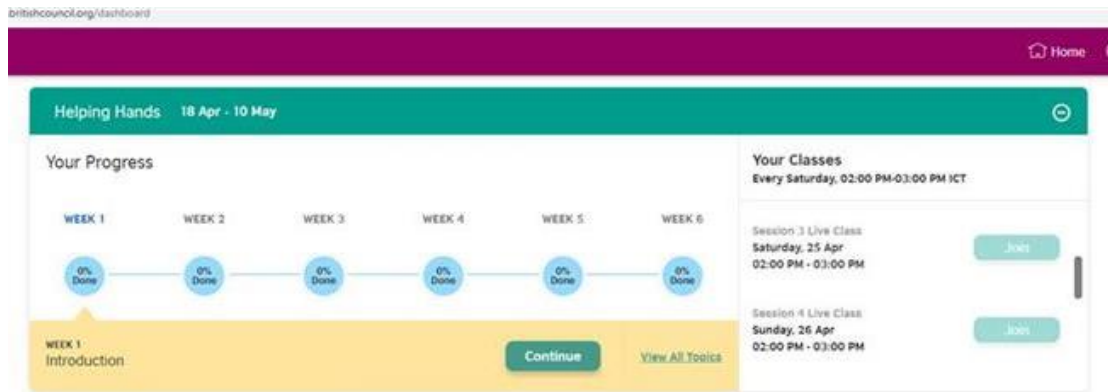 britishcouncil.org/dashboard
Home
Helping Hands 18 Apr - 10 May
Your Progress
WEEK 1 WEEK 2 WEEK 3 WEEK 4 WEEK 5 WEEK 6
0% Done
0% Done
0% Done
0% Done
0% Done
0% Done
WEEK 1
Introduction
Continue
View All Topics
Your Classes
Every Saturday, 02:00 PM-03:00 PM ICT
Session 3 Live Class
Saturday, 25 Apr
02:00 PM - 03:00 PM
Join
Session 4 Live Class
Sunday, 26 Apr
02:00 PM - 03:00 PM
Join